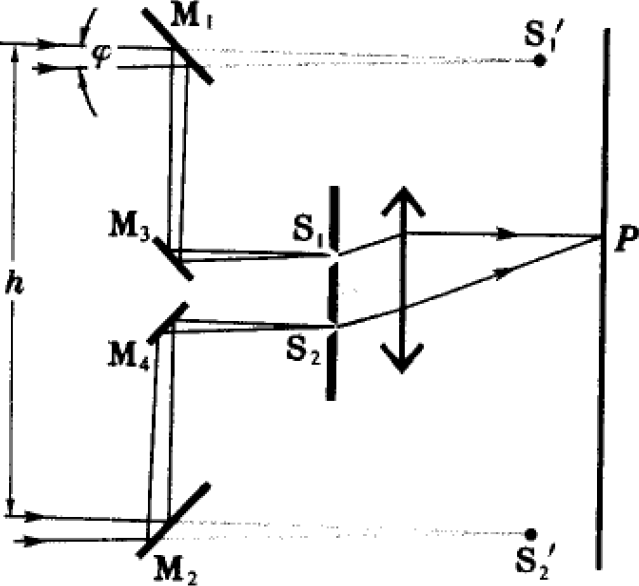 M₁
S₁′
φ
M₃
S₁
P
h
M₄
S₂
M₂
S₂′